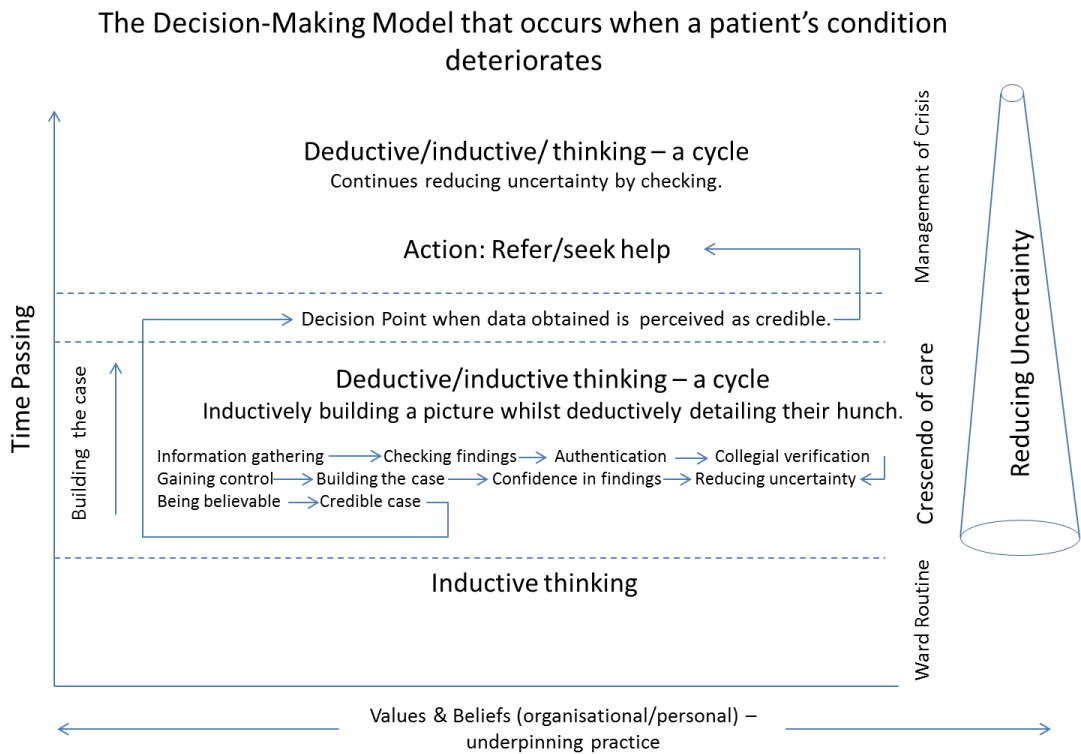 The Decision-Making Model that occurs when a patient's condition
deteriorates
Deductive/inductive/ thinking – a cycle
Continues reducing uncertainty by checking.
Action: Refer/seek help
Decision Point when data obtained is perceived as credible.
Deductive/inductive thinking – a cycle
Inductively building a picture whilst deductively detailing their hunch.
Information gathering Checking findings Authentication Collegial verification
Gaining control Building the case Confidence in findings Reducing uncertainty
Being believable Credible case
Inductive thinking
Time Passing
Building the case
Management of Crisis
Crescendo of care
Ward Routine
Reducing Uncertainty
Values & Beliefs (organisational/personal) –
underpinning practice